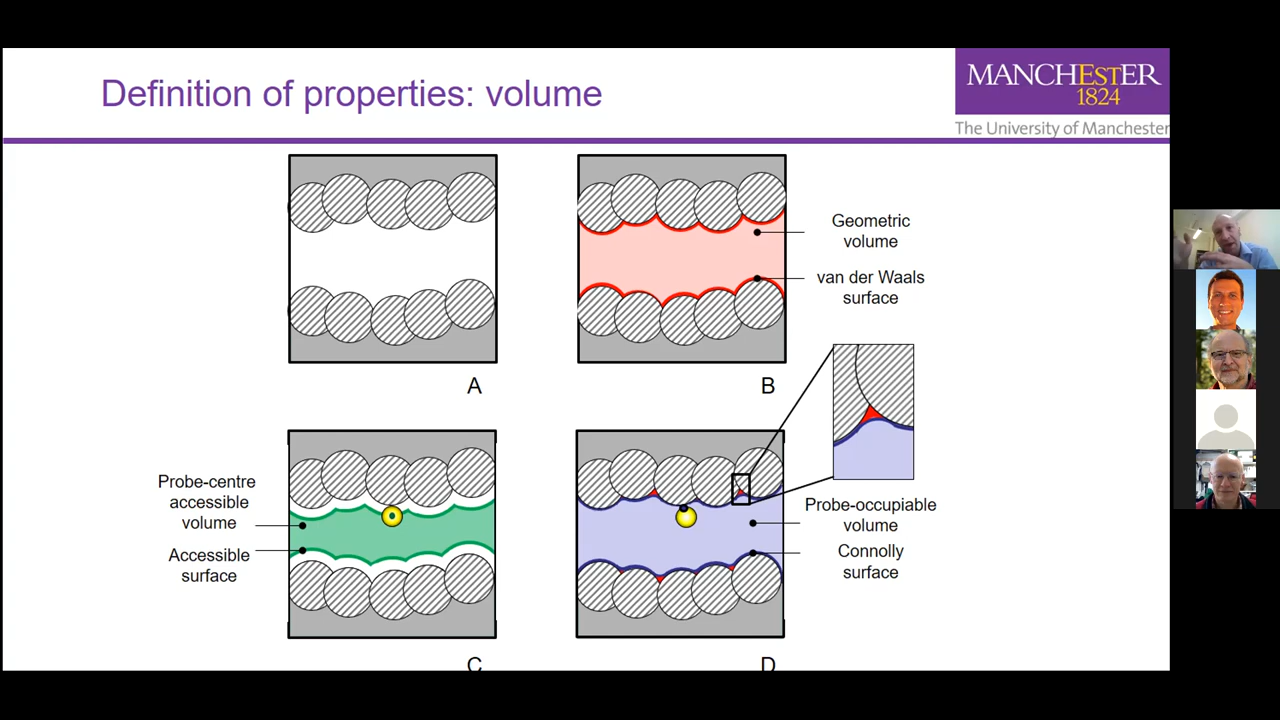 Definition of properties: volume
MANCHESTER
1824
The University of Manchester
Geometric
volume
van der Waals
surface
A
B
Probe-centre
accessible
volume
Accessible
surface
Probe-occupiable
volume
Connolly
surface
C
D